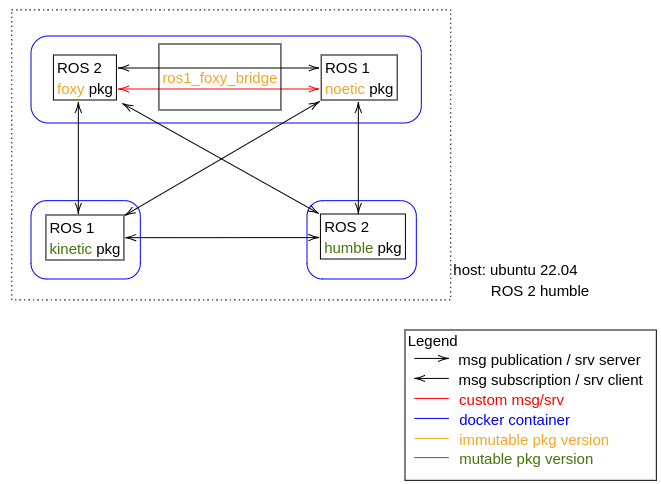 ROS 2
foxy pkg
ros1_foxy_bridge
ROS 1
noetic pkg
ROS 1
kinetic pkg
ROS 2
humble pkg
host: ubuntu 22.04
ROS 2 humble
Legend
msg publication / srv server
msg subscription / srv client
custom msg/srv
docker container
immutable pkg version
mutable pkg version